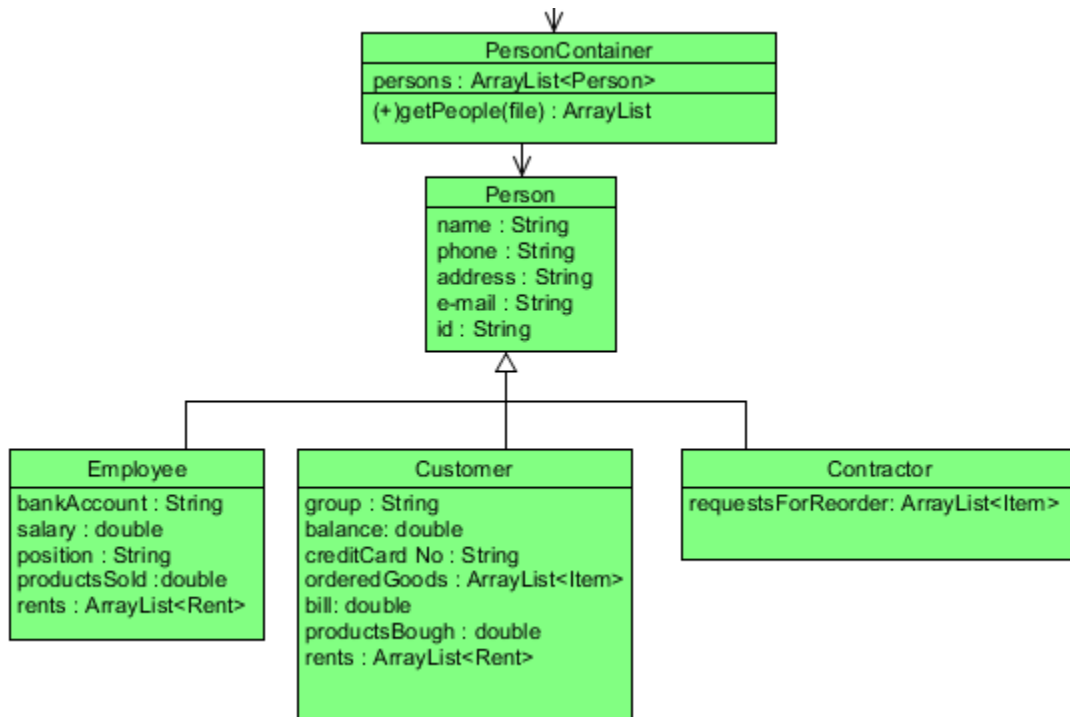 PersonContainer
persons : ArrayList<Person>
(+)getPeople(file) : ArrayList
Person
name : String
phone : String
address : String
e-mail : String
id : String
Employee
bankAccount : String
salary : double
position : String
productsSold :double
rents : ArrayList<Rent>
Customer
group : String
balance: double
creditCard No : String
orderedGoods : ArrayList<Item>
bill: double
productsBough : double
rents : ArrayList<Rent>
Contractor
requestsForReorder: ArrayList<Item>